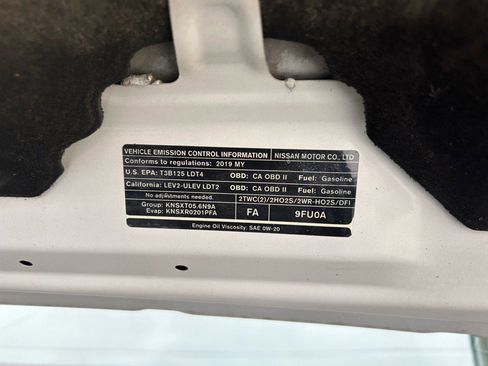 VEHICLE EMISSION CONTROL INFORMATION NISSAN MOTOR CO., LTD
Conforms to regulations: 2019 MY
U.S. EPA: T3B125 LDT4 OBD: CA OBD II Fuel: Gasoline
California: LEV2-ULEV LDT2 OBD: CA OBD II Fuel: Gasoline
No adjustments needed. 2TWC(2)/2HO2S/2WR-HO2S/DFI
Group: KNSXT05.6N9A
Evap: KNSXR0201PFA FA 9FU0A
Engine Oil Viscosity: SAE 0W-20